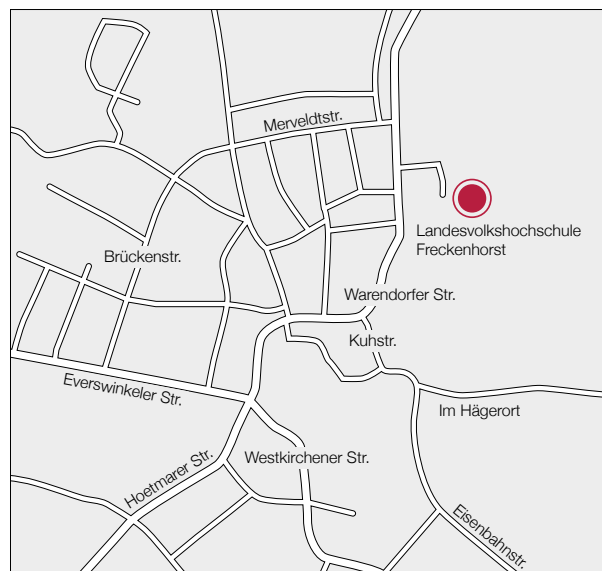 Merveldtstr.
Landesvolkshochschule
Freckenhorst
Brückenstr.
Warendorfer Str.
Kuhstr.
Everswinkeler Str.
Im Hägerort
Westkirchener Str.
Hoetmarer Str.
Eisenbahnstr.